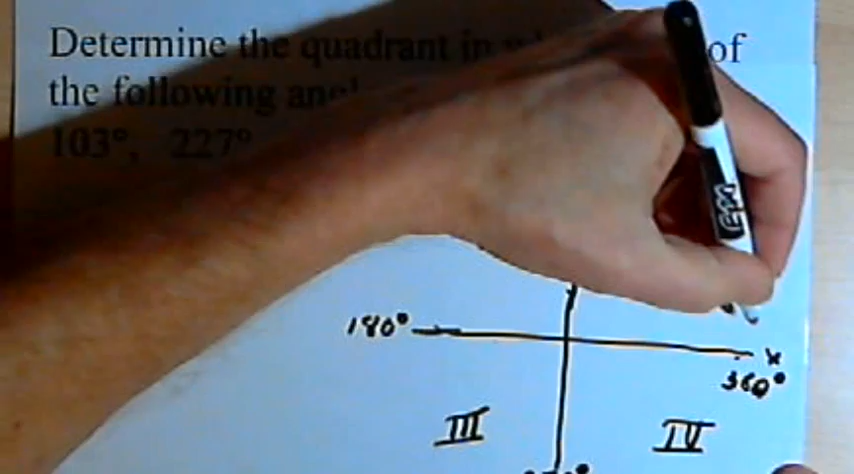 Determine the quadrant in of
the following
103°, 227°
180°
x
360°
III IV